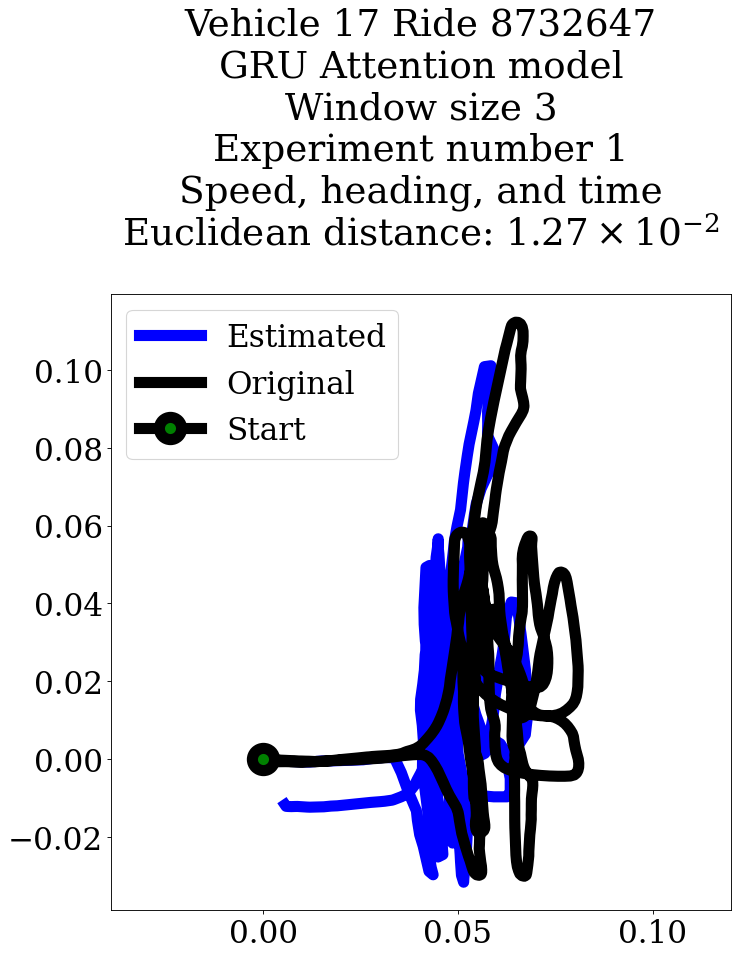 Vehicle 17 Ride 8732647
GRU Attention model
Window size 3
Experiment number 1
Speed, heading, and time
Euclidean distance: 1.27 × 10⁻²
Estimated
Original
Start
0.10
0.08
0.06
0.04
0.02
0.00
−0.02
0.00 0.05 0.10